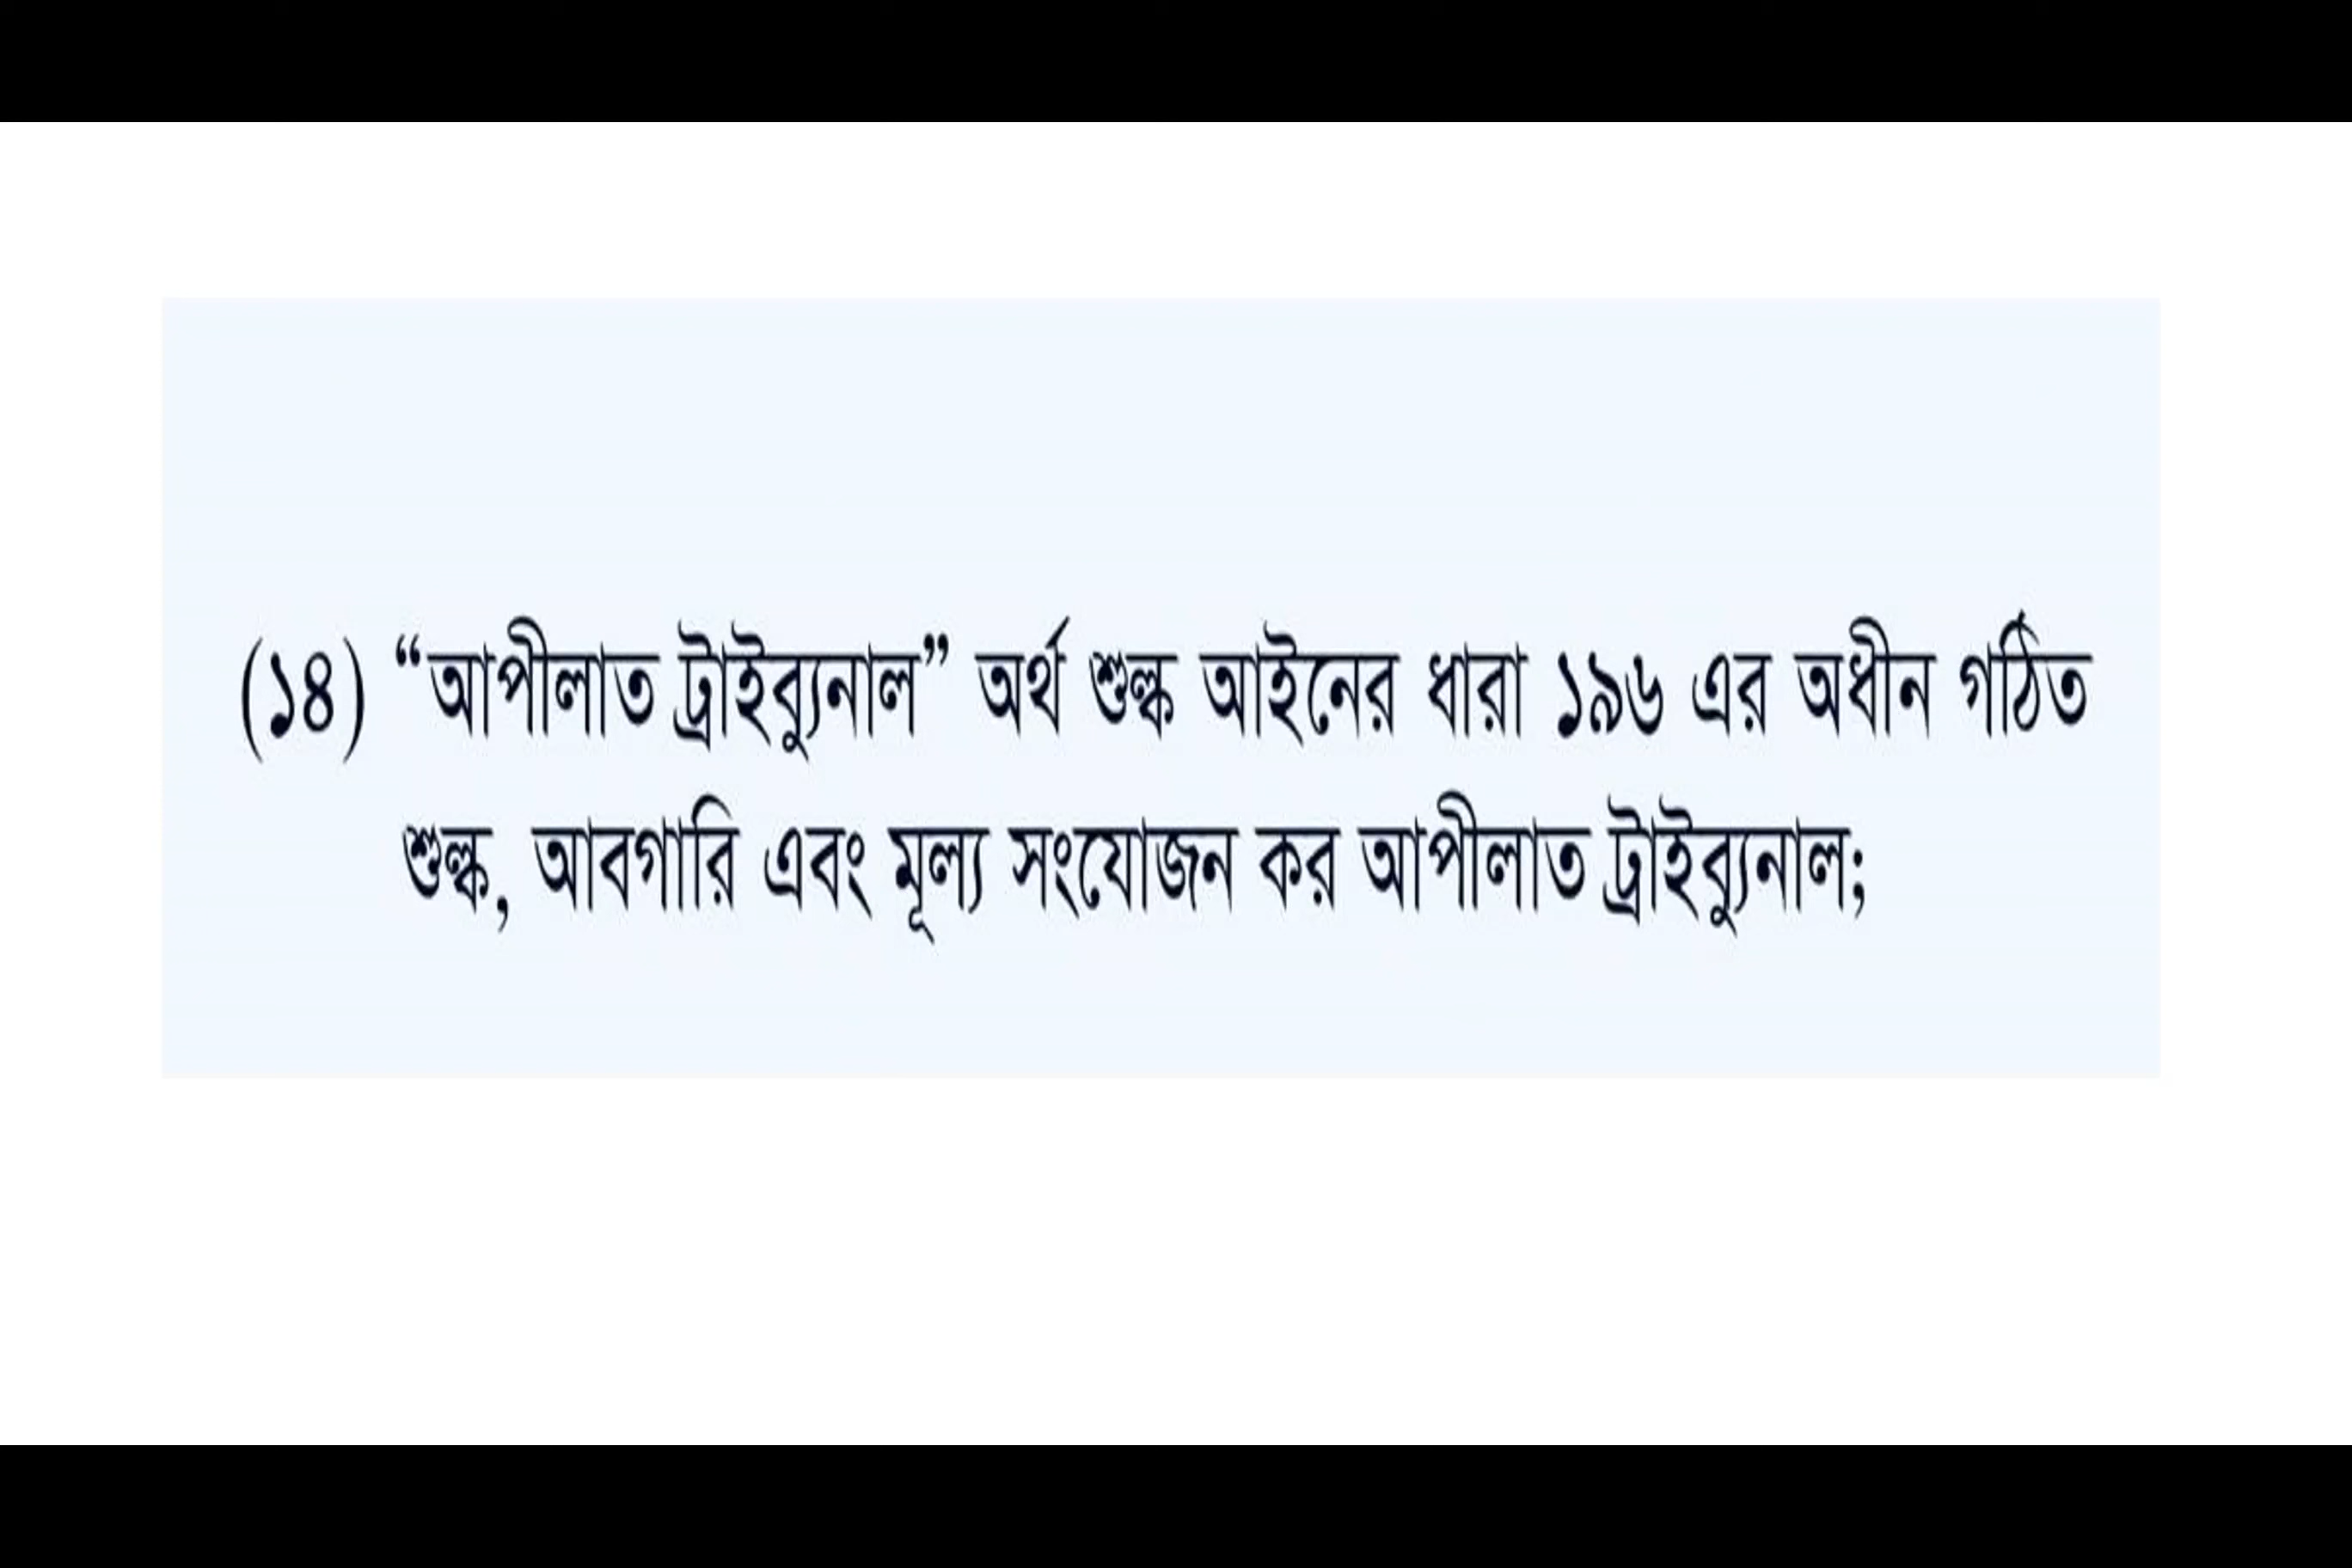 (১৪) “আপীলাত ট্রাইব্যুনাল” অর্থ শুল্ক আইনের ধারা ১৯৬ এর অধীন গঠিত
শুল্ক, আবগারি এবং মূল্য সংযোজন কর আপীলাত ট্রাইব্যুনাল;